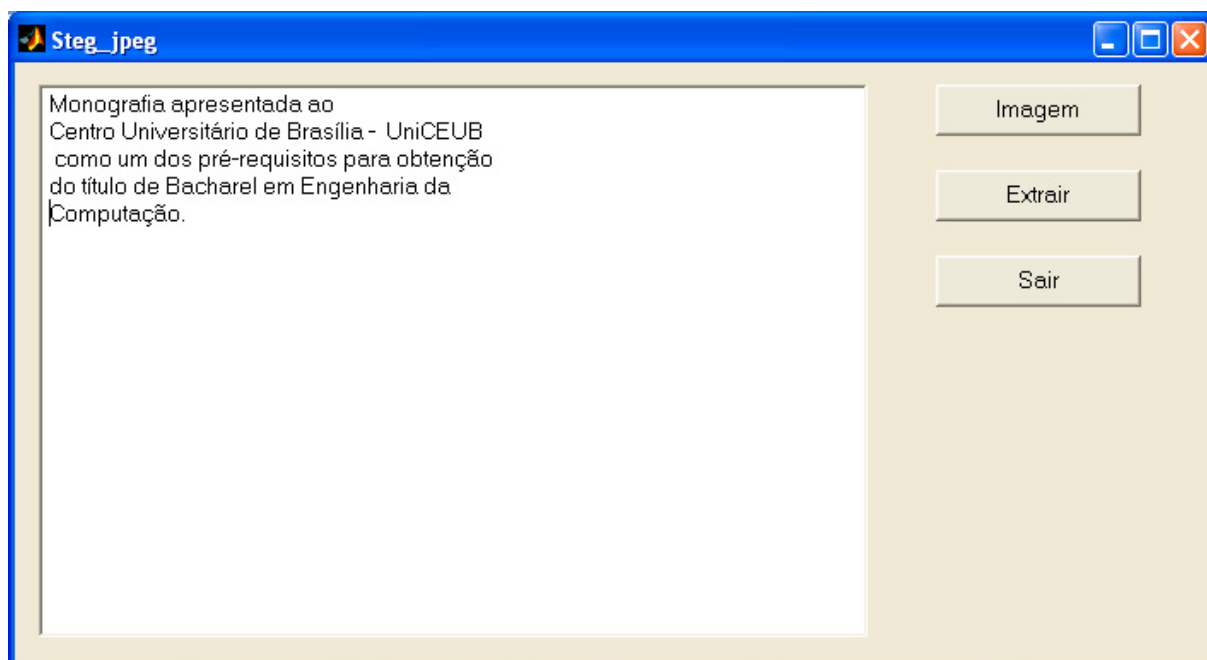 Steg_jpeg
Monografia apresentada ao
Centro Universitário de Brasília - UniCEUB
como um dos pré-requisitos para obtenção
do título de Bacharel em Engenharia da
Computação.
Imagem
Extrair
Sair